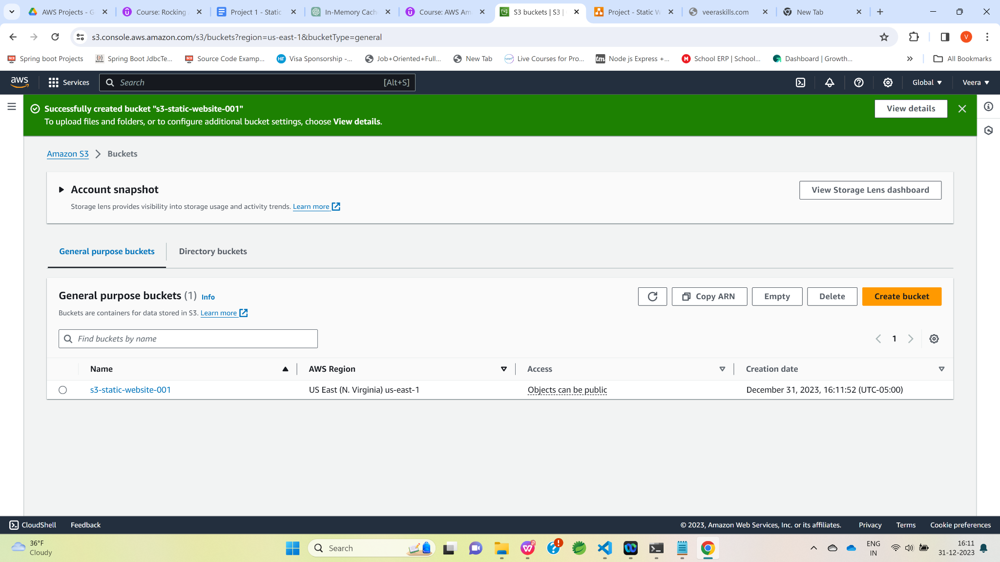 AWS Projects - G
Course: Rocking
Project 1 - Static
In-Memory Cach
Course: AWS Am
S3 buckets | S3 |
Project - Static W
veeraskills.com
New Tab
s3.console.aws.amazon.com/s3/buckets?region=us-east-1&bucketType=general
V
Spring boot Projects
Spring Boot JdbcTe...
Source Code Examp...
Visa Sponsorship -...
Job+Oriented+Full...
New Tab
Live Courses for Pro...
Node js Express +...
School ERP | School...
Dashboard | Growth...
All Bookmarks
aws
Services
Search
[Alt+S]
Global
Veera
Successfully created bucket "s3-static-website-001"
To upload files and folders, or to configure additional bucket settings, choose View details.
View details
Amazon S3
Buckets
Account snapshot
View Storage Lens dashboard
Storage lens provides visibility into storage usage and activity trends. Learn more
General purpose buckets
Directory buckets
General purpose buckets (1) Info
Copy ARN
Empty
Delete
Create bucket
Buckets are containers for data stored in S3. Learn more
Find buckets by name
1
Name
AWS Region
Access
Creation date
s3-static-website-001
US East (N. Virginia) us-east-1
Objects can be public
December 31, 2023, 16:11:52 (UTC-05:00)
CloudShell
Feedback
© 2023, Amazon Web Services, Inc. or its affiliates.
Privacy
Terms
Cookie preferences
36°F
Cloudy
Search
ENG
IN
16:11
31-12-2023